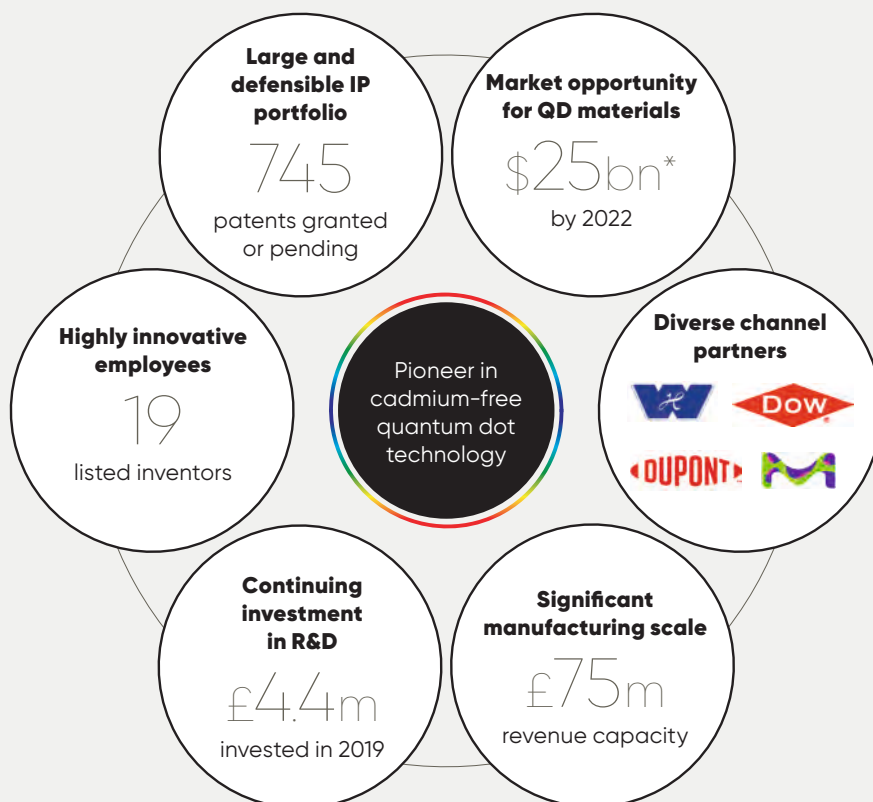 Large and
defensible IP
portfolio
745
patents granted
or pending
Market opportunity
for QD materials
$25bn*
by 2022
Highly innovative
employees
19
listed inventors
Pioneer in
cadmium-free
quantum dot
technology
Diverse channel
partners
W
DOW
DUPONT
M
Continuing
investment
in R&D
£4.4m
invested in 2019
Significant
manufacturing scale
£75m
revenue capacity